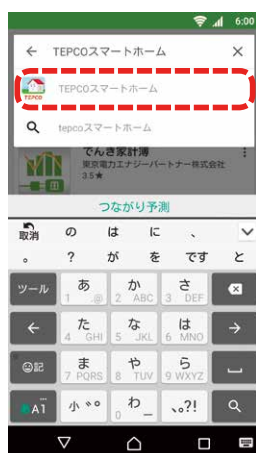 6:00
TEPCOスマートホーム
TEPCO
TEPCOスマートホーム
tepcoスマートホーム
でんき家計簿
東京電力エナジーパートナー株式会社
3.5★
つながり予測
取消 の は に 、
。 ? が を です と
ツール あ 1 .@ か 2 ABC さ 3 DEF
た 4 GHI な 5 JKL は 6 MNO
記 ま 7 PQRS や 8 TUV ら 9 WXYZ
あA1 小 わ 0 、。?!